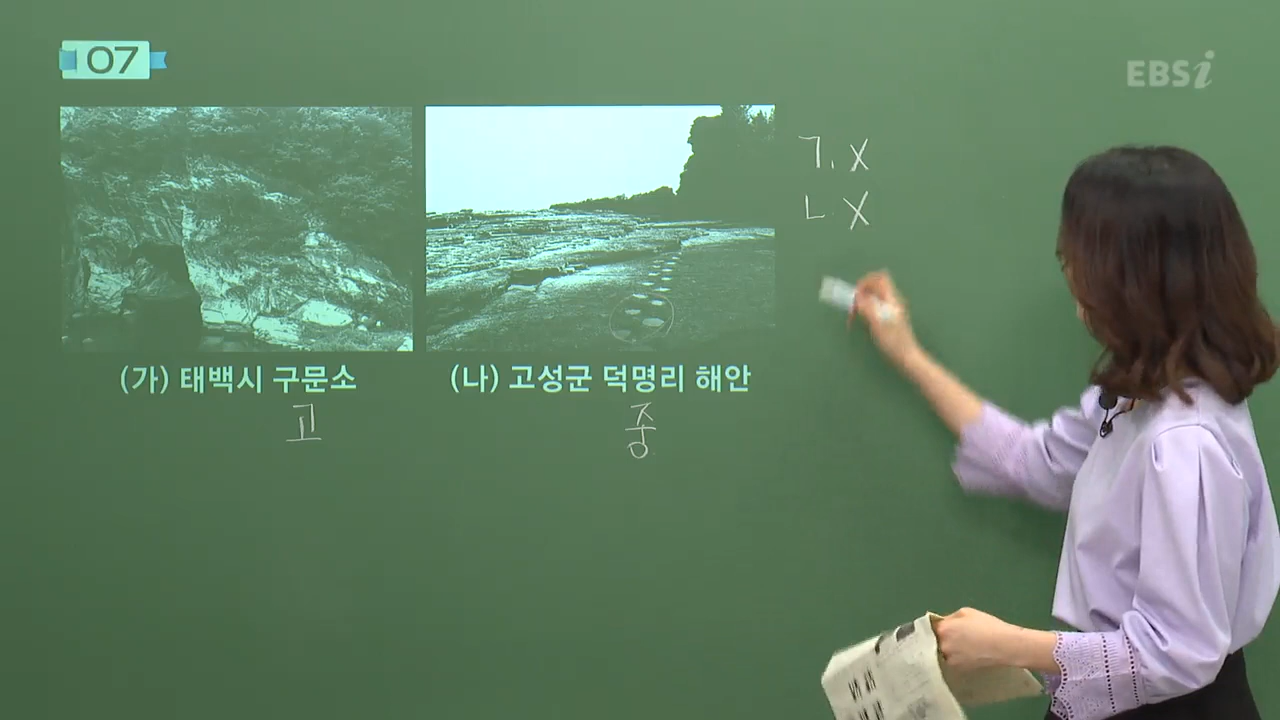 07
EBSi
ㄱ. X
ㄴ. X
(가) 태백시 구문소
(나) 고성군 덕명리 해안
고
중